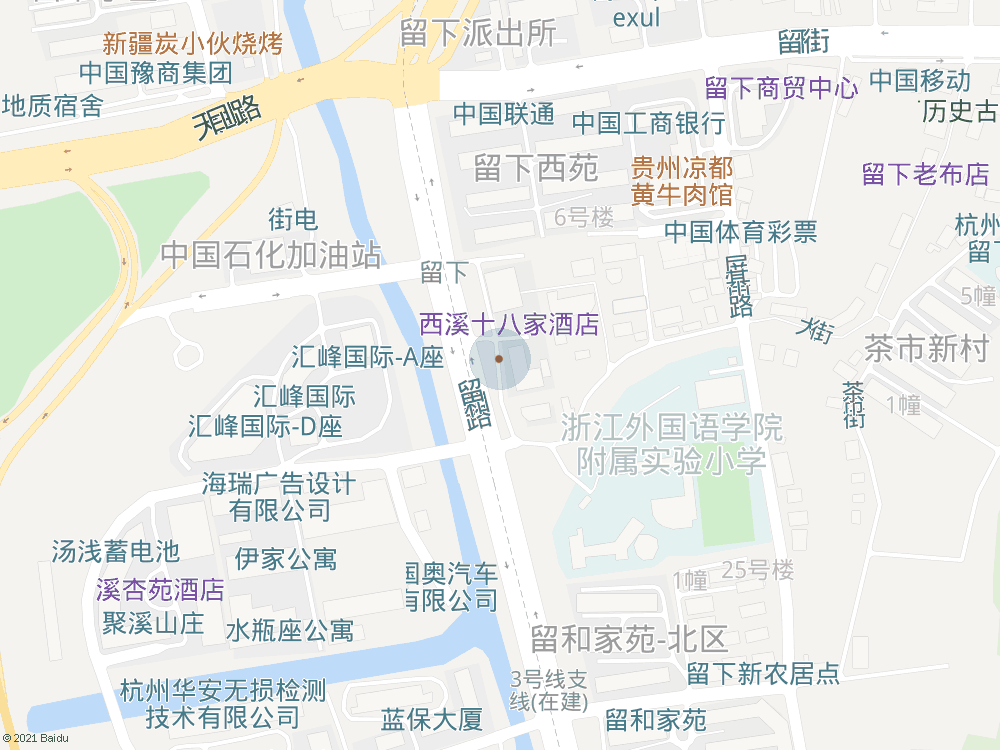 exul
留下派出所
新疆炭小伙烧烤
留街
中国豫商集团
留下商贸中心
中国移动
地质宿舍
历史古
天目山路
中国联通
中国工商银行
留下西苑
贵州凉都
黄牛肉馆
留下老布店
街电
6号楼
中国体育彩票
杭州
留下
中国石化加油站
留下
屏基山路
5幢
西溪十八家酒店
大街
茶市新村
汇峰国际-A座
留和路
汇峰国际
茶市街
1幢
汇峰国际-D座
浙江外国语学院
附属实验小学
海瑞广告设计
有限公司
汤浅蓄电池
伊家公寓
国奥汽车
有限公司
1幢
25号楼
溪杏苑酒店
聚溪山庄
水瓶座公寓
留和家苑-北区
留下新农居点
3号线支
线(在建)
杭州华安无损检测
技术有限公司
蓝保大厦
留和家苑
© 2021 Baidu